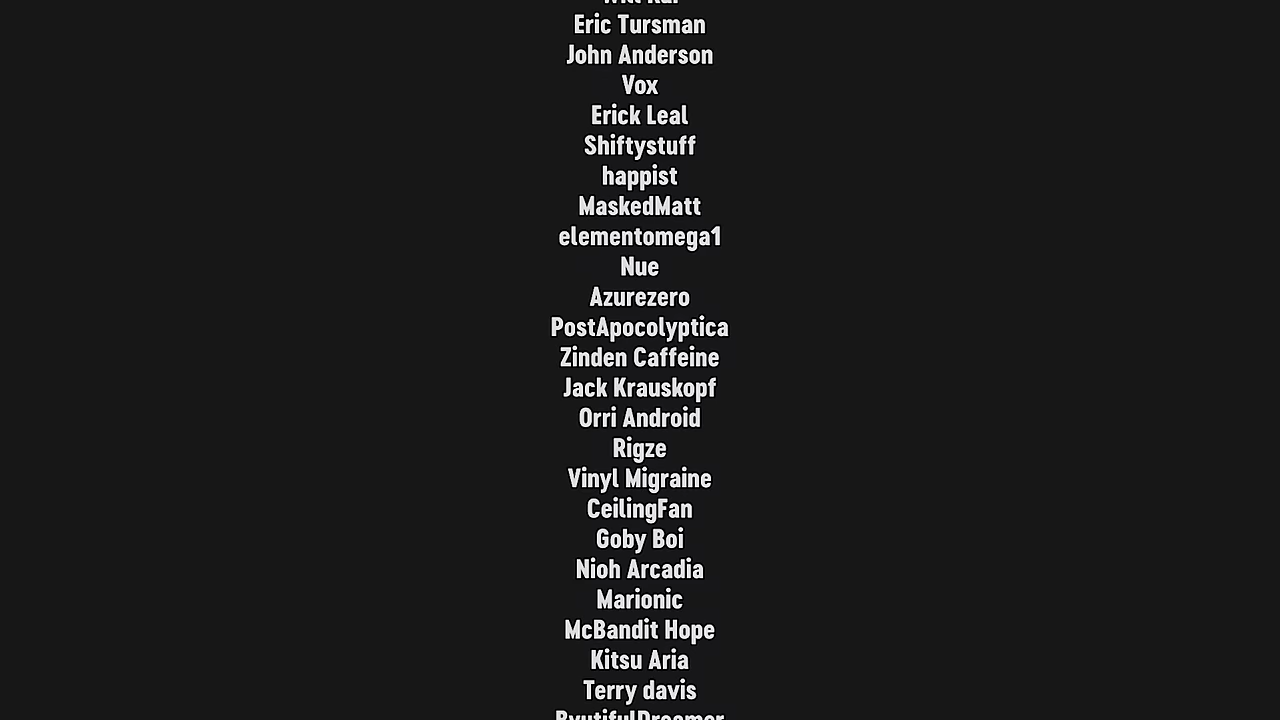 Eric Tursman
John Anderson
Vox
Erick Leal
Shiftystuff
happist
MaskedMatt
elementomega1
Nue
Azurezero
PostApocolyptica
Zinden Caffeine
Jack Krauskopf
Orri Android
Rigze
Vinyl Migraine
CeilingFan
Goby Boi
Nioh Arcadia
Marionic
McBandit Hope
Kitsu Aria
Terry davis